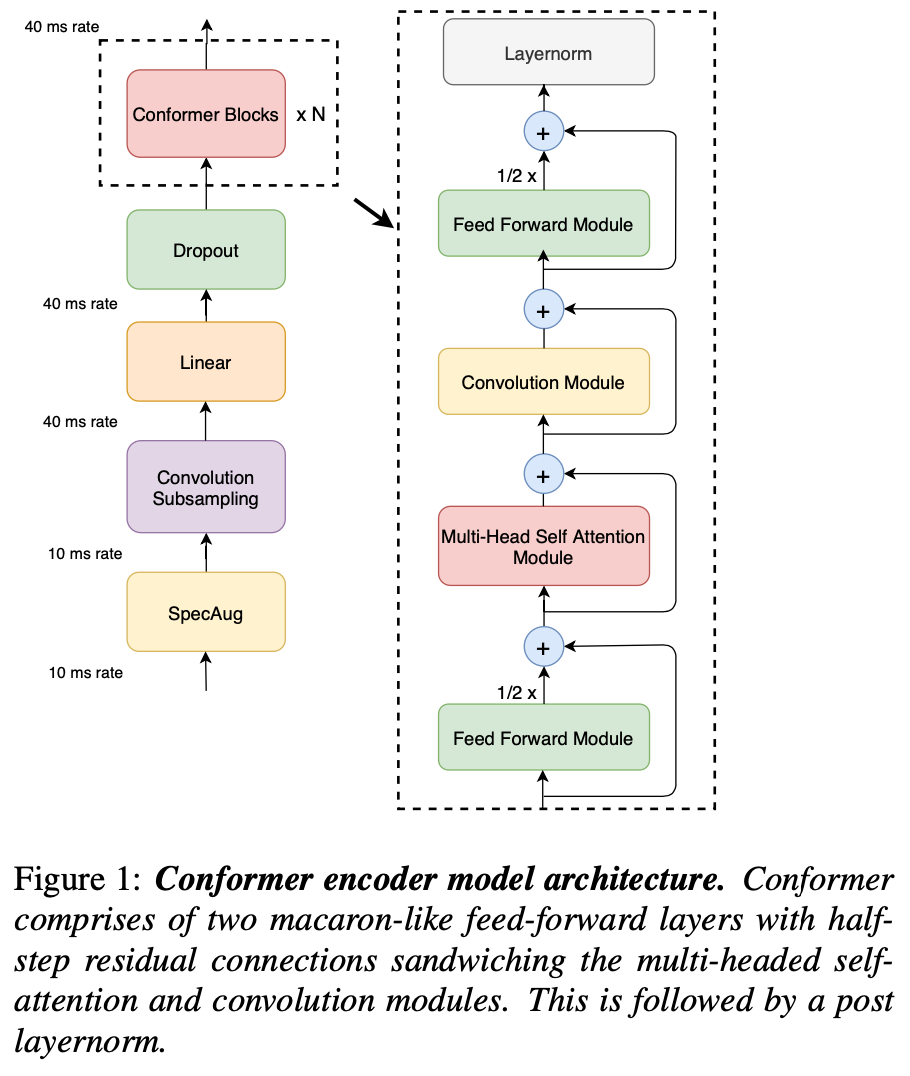 40 ms rate
Conformer Blocks
x N
Dropout
40 ms rate
Linear
40 ms rate
Convolution
Subsampling
10 ms rate
SpecAug
10 ms rate
Layernorm
+
1/2 x
Feed Forward Module
+
Convolution Module
+
Multi-Head Self Attention
Module
+
1/2 x
Feed Forward Module
Figure 1: Conformer encoder model architecture. Conformer
comprises of two macaron-like feed-forward layers with half-
step residual connections sandwiching the multi-headed self-
attention and convolution modules. This is followed by a post
layernorm.